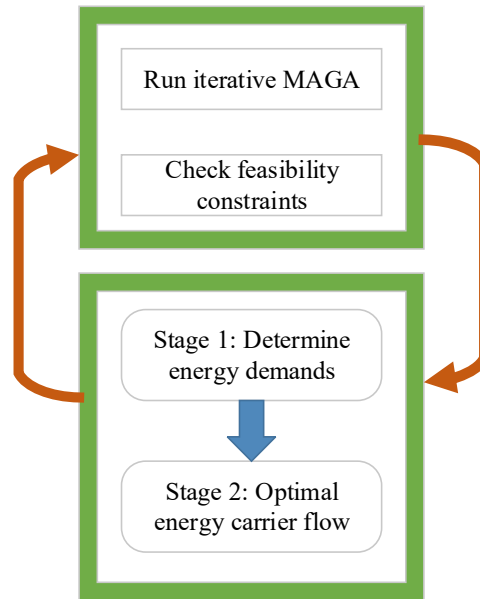 Run iterative MAGA
Check feasibility
constraints
Stage 1: Determine
energy demands
Stage 2: Optimal
energy carrier flow